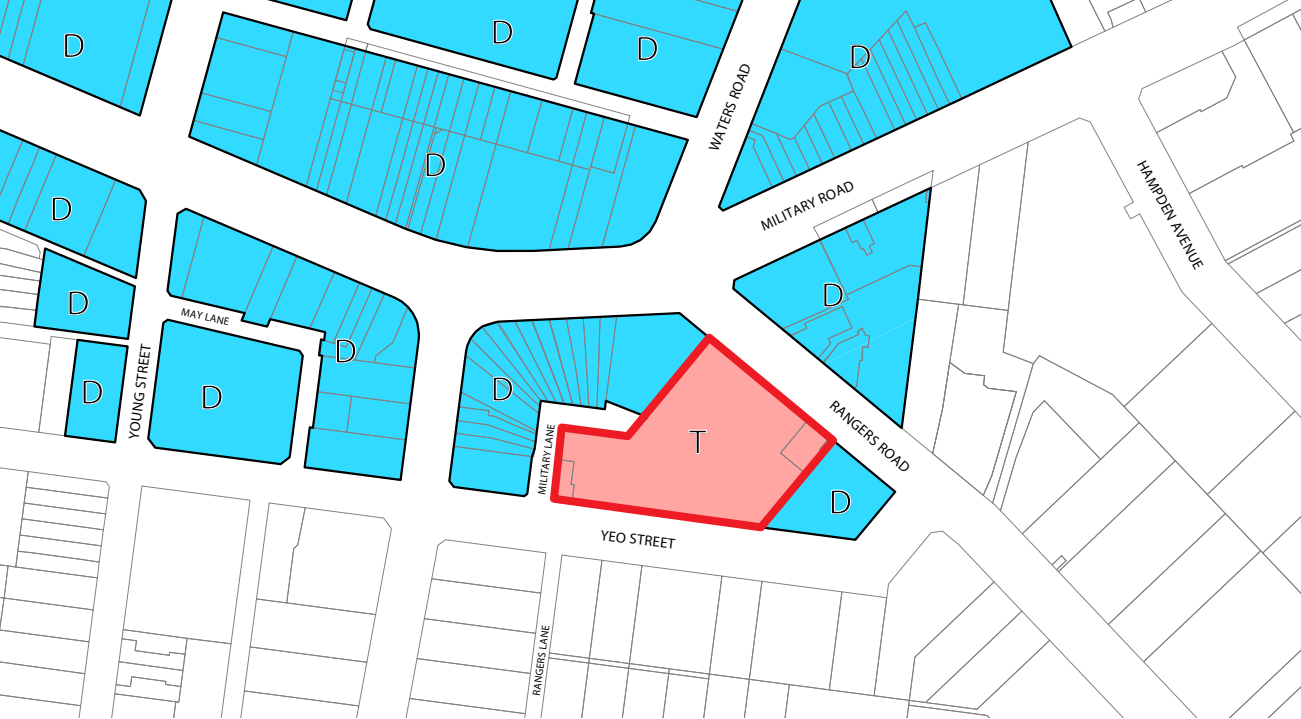 D
D
D
D
WATERS ROAD
D
HAMPDEN AVENUE
MILITARY ROAD
D
D
D
MAY LANE
D
D
D
YOUNG STREET
D
D
MILITARY LANE
T
RANGERS ROAD
D
YEO STREET
RANGERS LANE